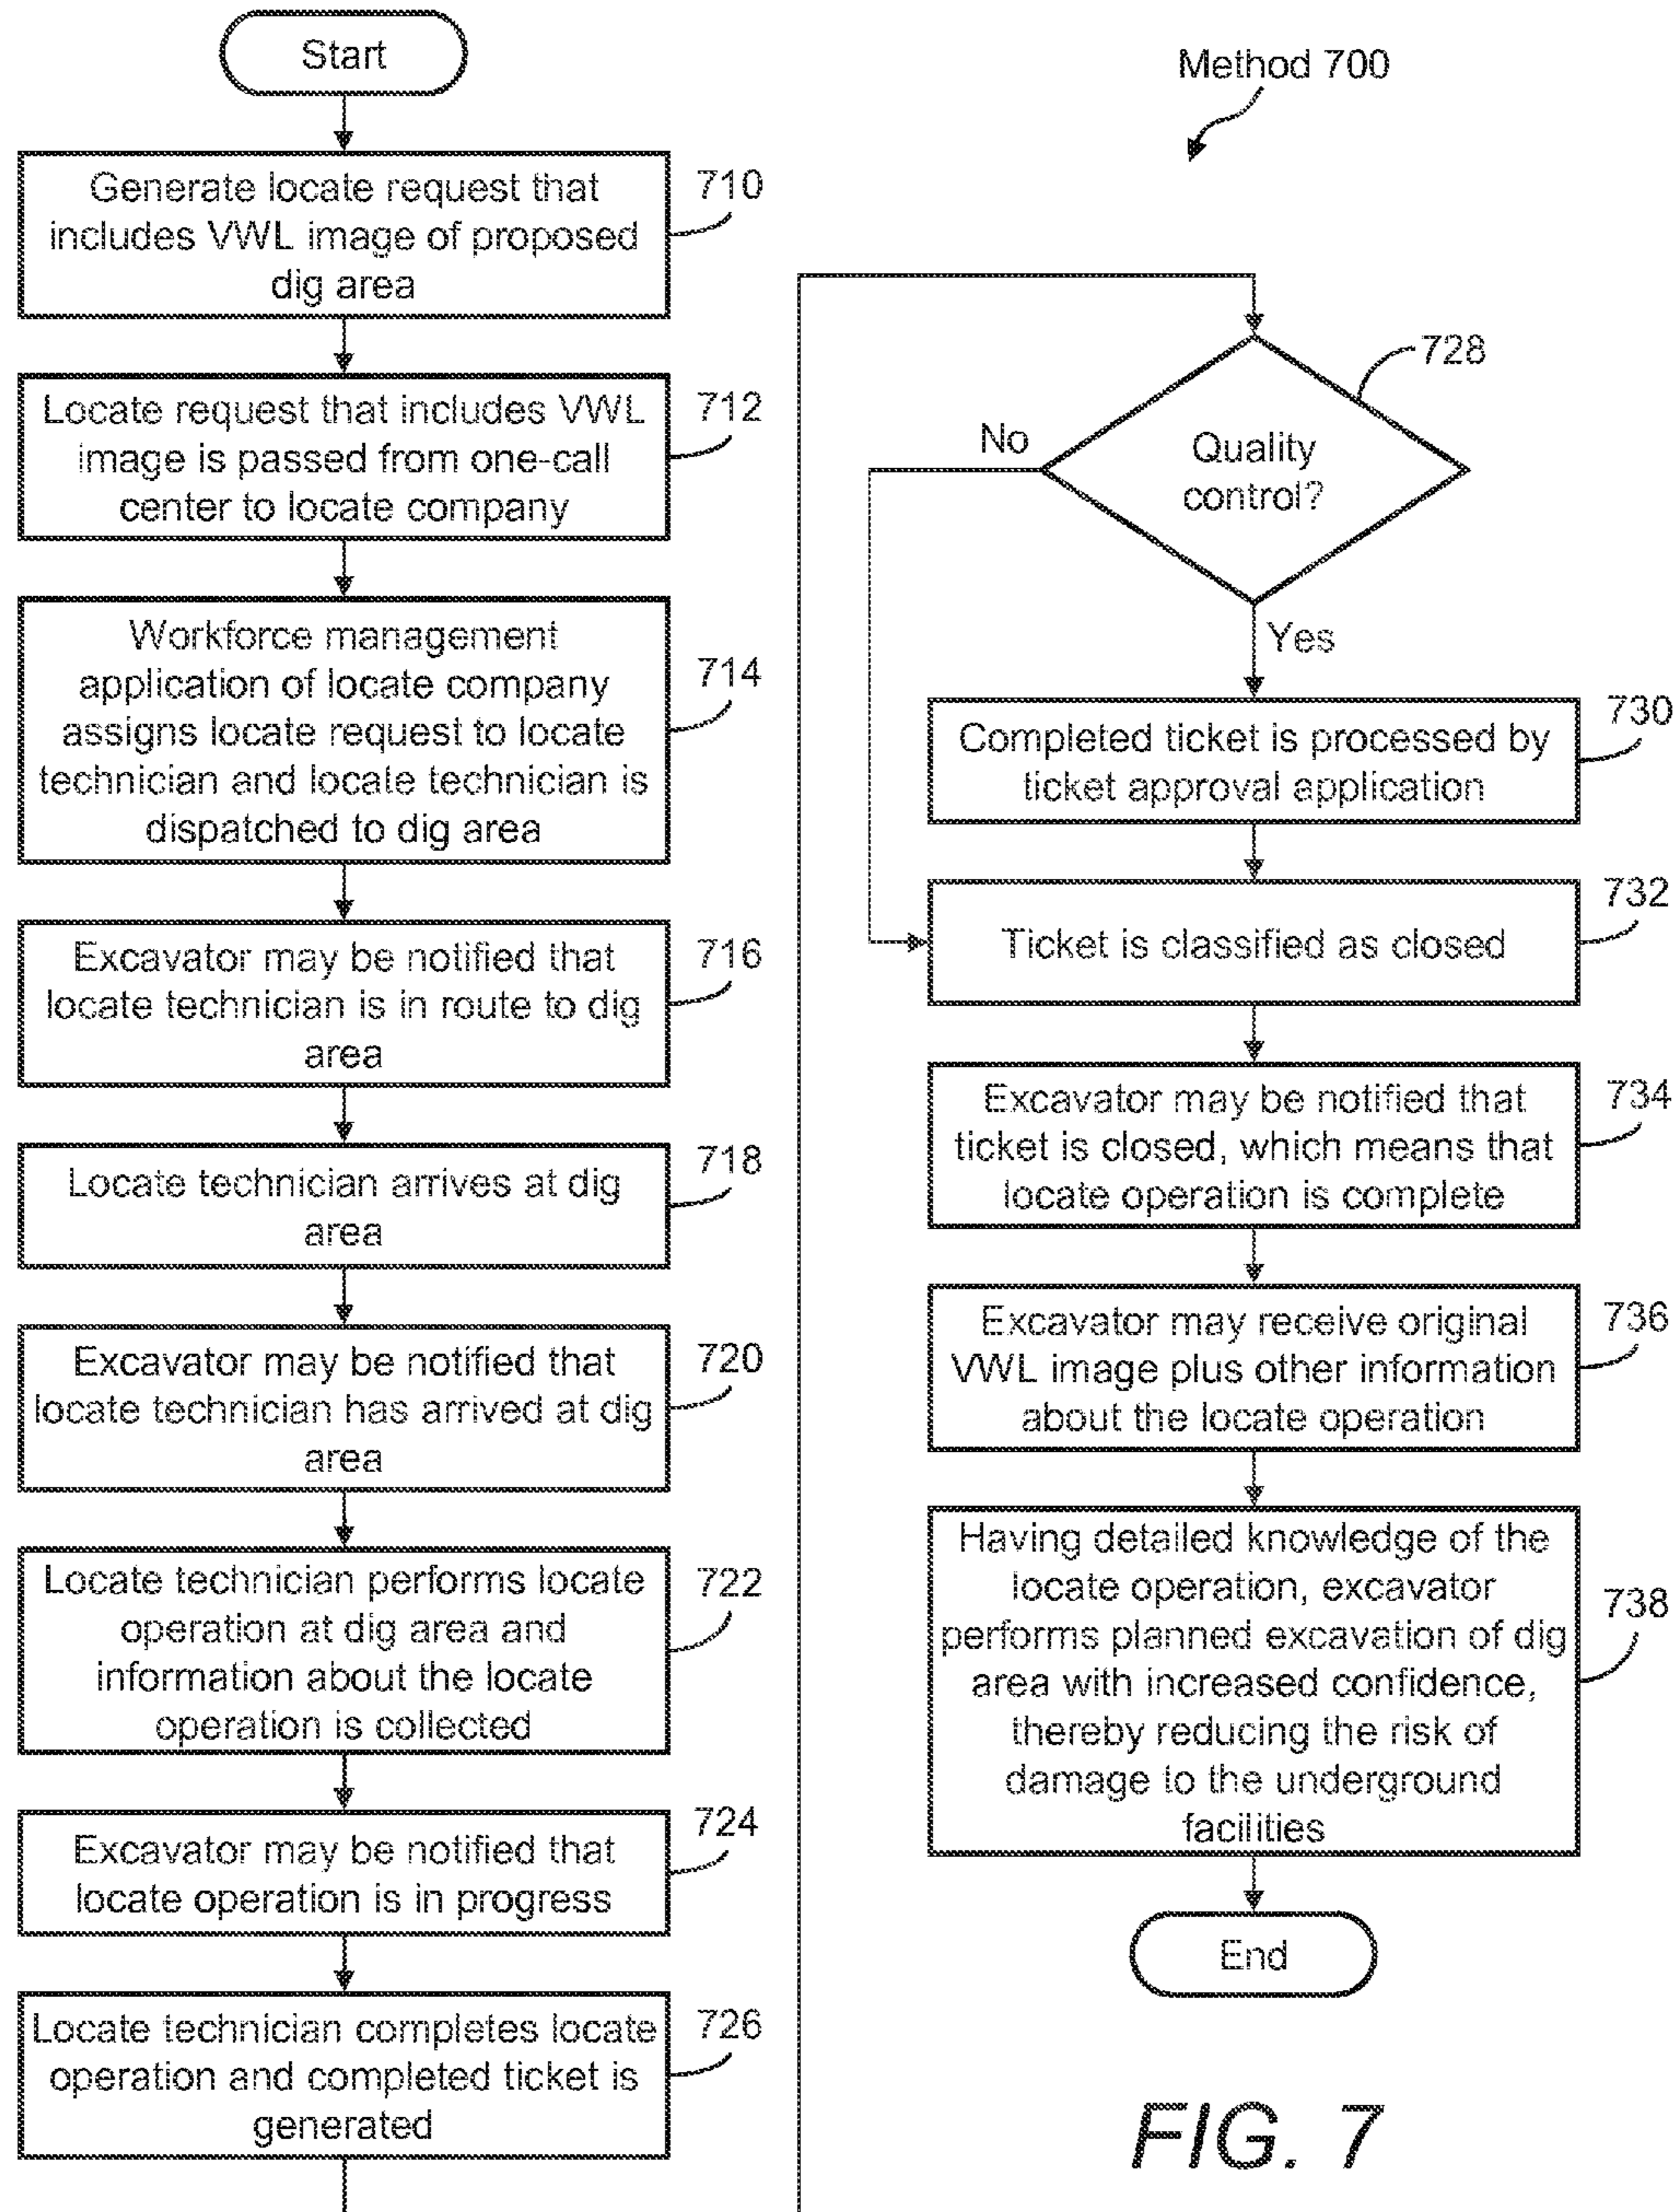 Start
Generate locate request that
includes VWL image of proposed
dig area
710
Locate request that includes VWL
image is passed from one-call
center to locate company
712
Workforce management
application of locate company
assigns locate request to locate
technician and locate technician is
dispatched to dig area
714
Excavator may be notified that
locate technician is in route to dig
area
716
Locate technician arrives at dig
area
718
Excavator may be notified that
locate technician has arrived at dig
area
720
Locate technician performs locate
operation at dig area and
information about the locate
operation is collected
722
Excavator may be notified that
locate operation is in progress
724
Locate technician completes locate
operation and completed ticket is
generated
726
Method 700
728
Quality
control?
No
Yes
Completed ticket is processed by
ticket approval application
730
Ticket is classified as closed
732
Excavator may be notified that
ticket is closed, which means that
locate operation is complete
734
Excavator may receive original
VWL image plus other information
about the locate operation
736
Having detailed knowledge of the
locate operation, excavator
performs planned excavation of dig
area with increased confidence,
thereby reducing the risk of
damage to the underground
facilities
738
End
FIG. 7